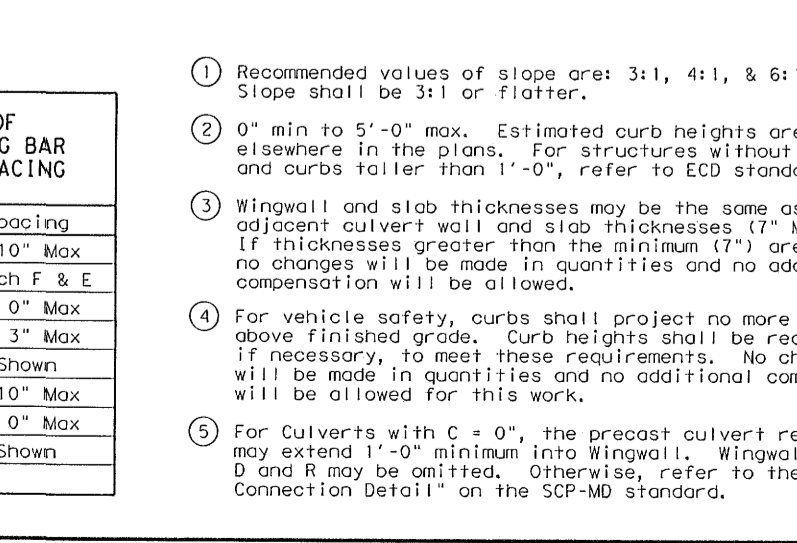 OF
G BAR
ACING
pacing
10" Max
ch F & E
0" Max
3" Max
Shown
10" Max
0" Max
Shown
1 Recommended values of slope are: 3:1, 4:1, & 6:
Slope shall be 3:1 or flatter.
2 0" min to 5'-0" max. Estimated curb heights are
elsewhere in the plans. For structures without
and curbs taller than 1'-0", refer to ECD standa
3 Wingwall and slab thicknesses may be the same as
adjacent culvert wall and slab thicknesses (7" M
If thicknesses greater than the minimum (7") are
no changes will be made in quantities and no add
compensation will be allowed.
4 For vehicle safety, curbs shall project no more
above finished grade. Curb heights shall be rec
if necessary, to meet these requirements. No ch
will be made in quantities and no additional com
will be allowed for this work.
5 For Culverts with C = 0", the precast culvert re
may extend 1'-0" minimum into Wingwall. Wingwal
D and R may be omitted. Otherwise, refer to the
Connection Detail" on the SCP-MD standard.